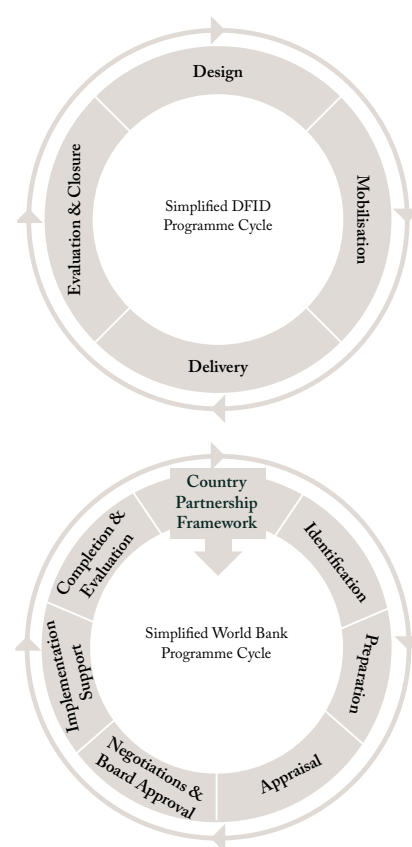 Design
Evaluation & Closure
Simplified DFID
Programme Cycle
Mobilisation
Delivery
Country
Partnership
Framework
Completion &
Evaluation
Identification
Simplified World Bank
Programme Cycle
Implementation
Support
Preparation
Negotiations &
Board Approval
Appraisal